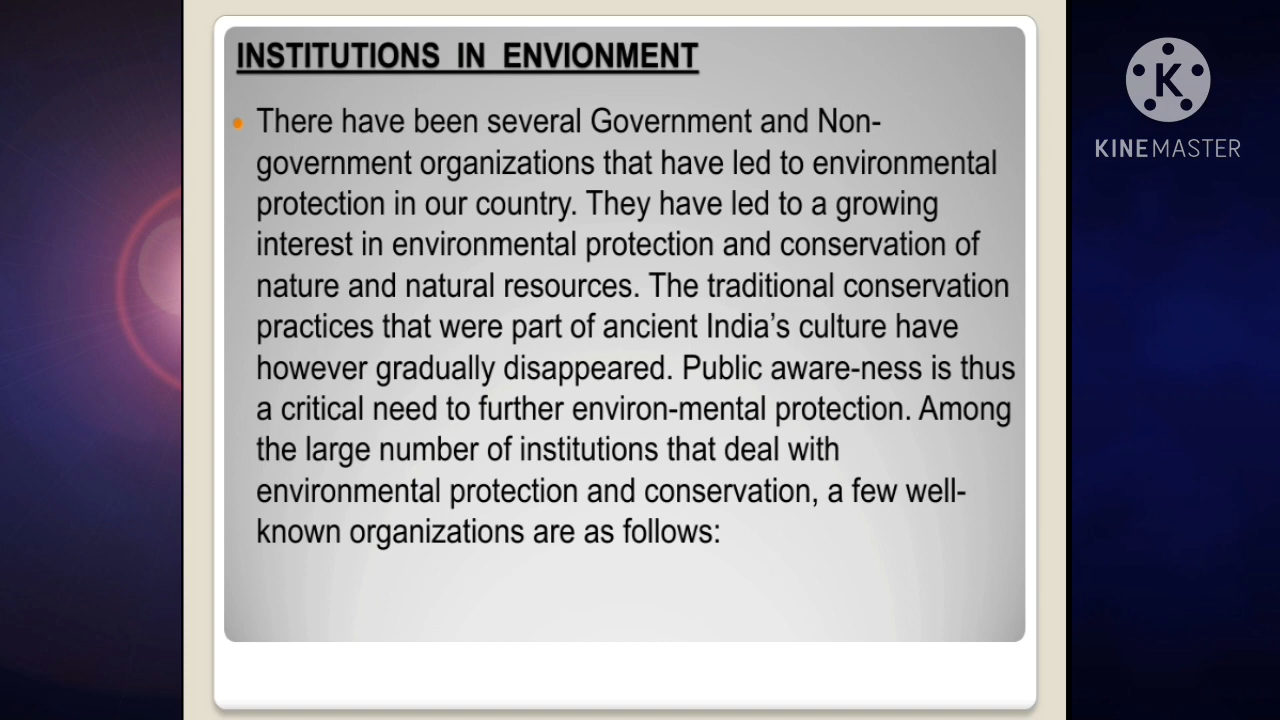 INSTITUTIONS IN ENVIONMENT
There have been several Government and Non-
government organizations that have led to environmental
protection in our country. They have led to a growing
interest in environmental protection and conservation of
nature and natural resources. The traditional conservation
practices that were part of ancient India's culture have
however gradually disappeared. Public aware-ness is thus
a critical need to further environ-mental protection. Among
the large number of institutions that deal with
environmental protection and conservation, a few well-
known organizations are as follows:
K
KINEMASTER